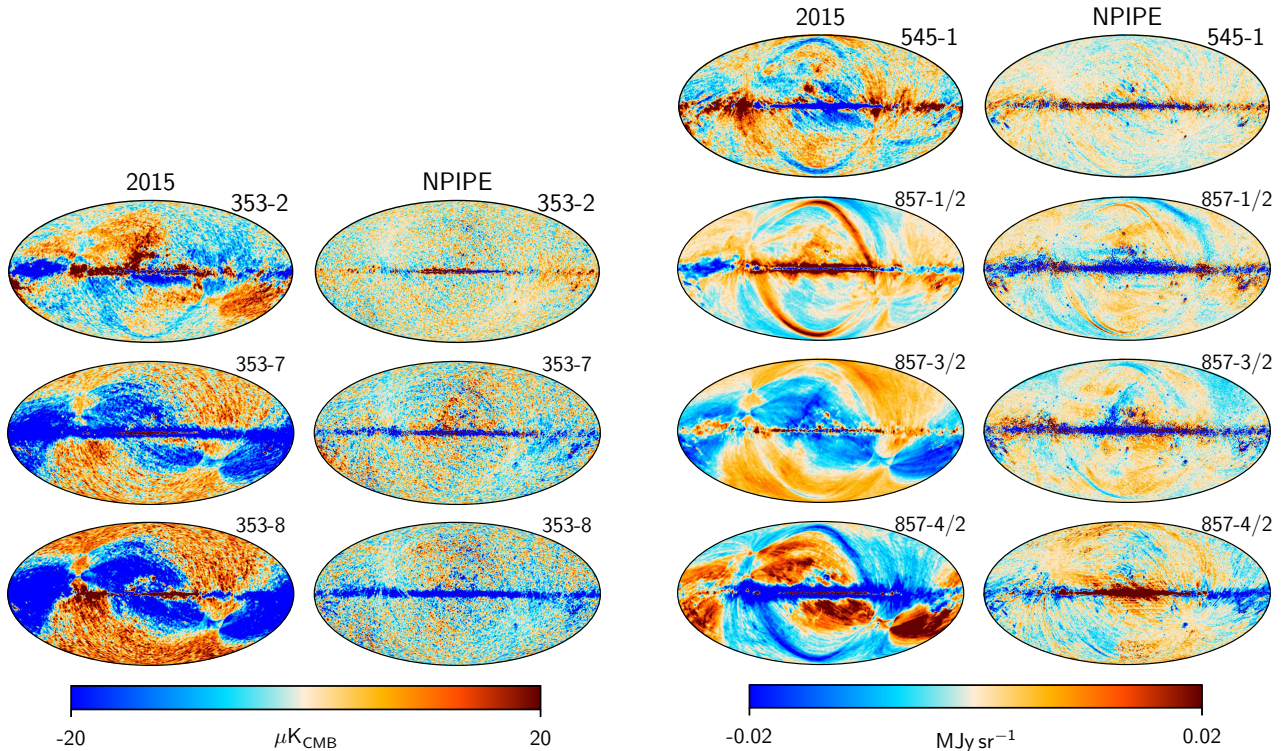 2015 NPIPE
353-2 353-2
353-7 353-7
353-8 353-8
-20 μK_CMB 20
2015 NPIPE
545-1 545-1
857-1/2 857-1/2
857-3/2 857-3/2
857-4/2 857-4/2
-0.02 MJy sr⁻¹ 0.02